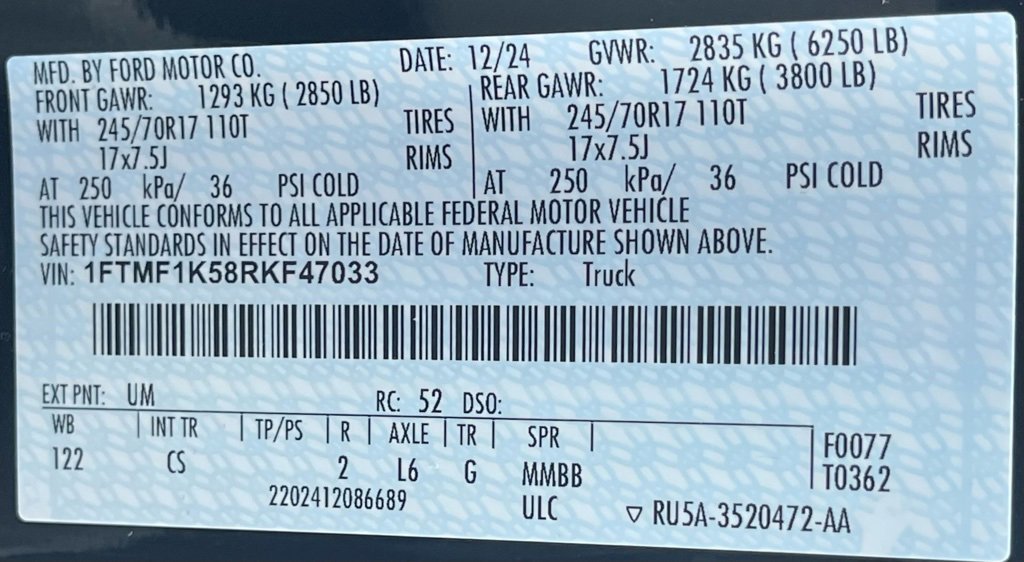 MFD. BY FORD MOTOR CO. DATE: 12/24 GVWR: 2835 KG ( 6250 LB)
FRONT GAWR: 1293 KG ( 2850 LB) REAR GAWR: 1724 KG ( 3800 LB)
WITH 245/70R17 110T TIRES WITH 245/70R17 110T TIRES
17x7.5J RIMS 17x7.5J RIMS
AT 250 kPa/ 36 PSI COLD AT 250 kPa/ 36 PSI COLD
THIS VEHICLE CONFORMS TO ALL APPLICABLE FEDERAL MOTOR VEHICLE
SAFETY STANDARDS IN EFFECT ON THE DATE OF MANUFACTURE SHOWN ABOVE.
VIN: 1FTMF1K58RKF47033 TYPE: Truck
EXT PNT: UM RC: 52 DSO:
WB INT TR TP/PS R AXLE TR SPR F0077
122 CS 2 L6 G MMBB T0362
2202412086689 ULC ▽ RU5A-3520472-AA